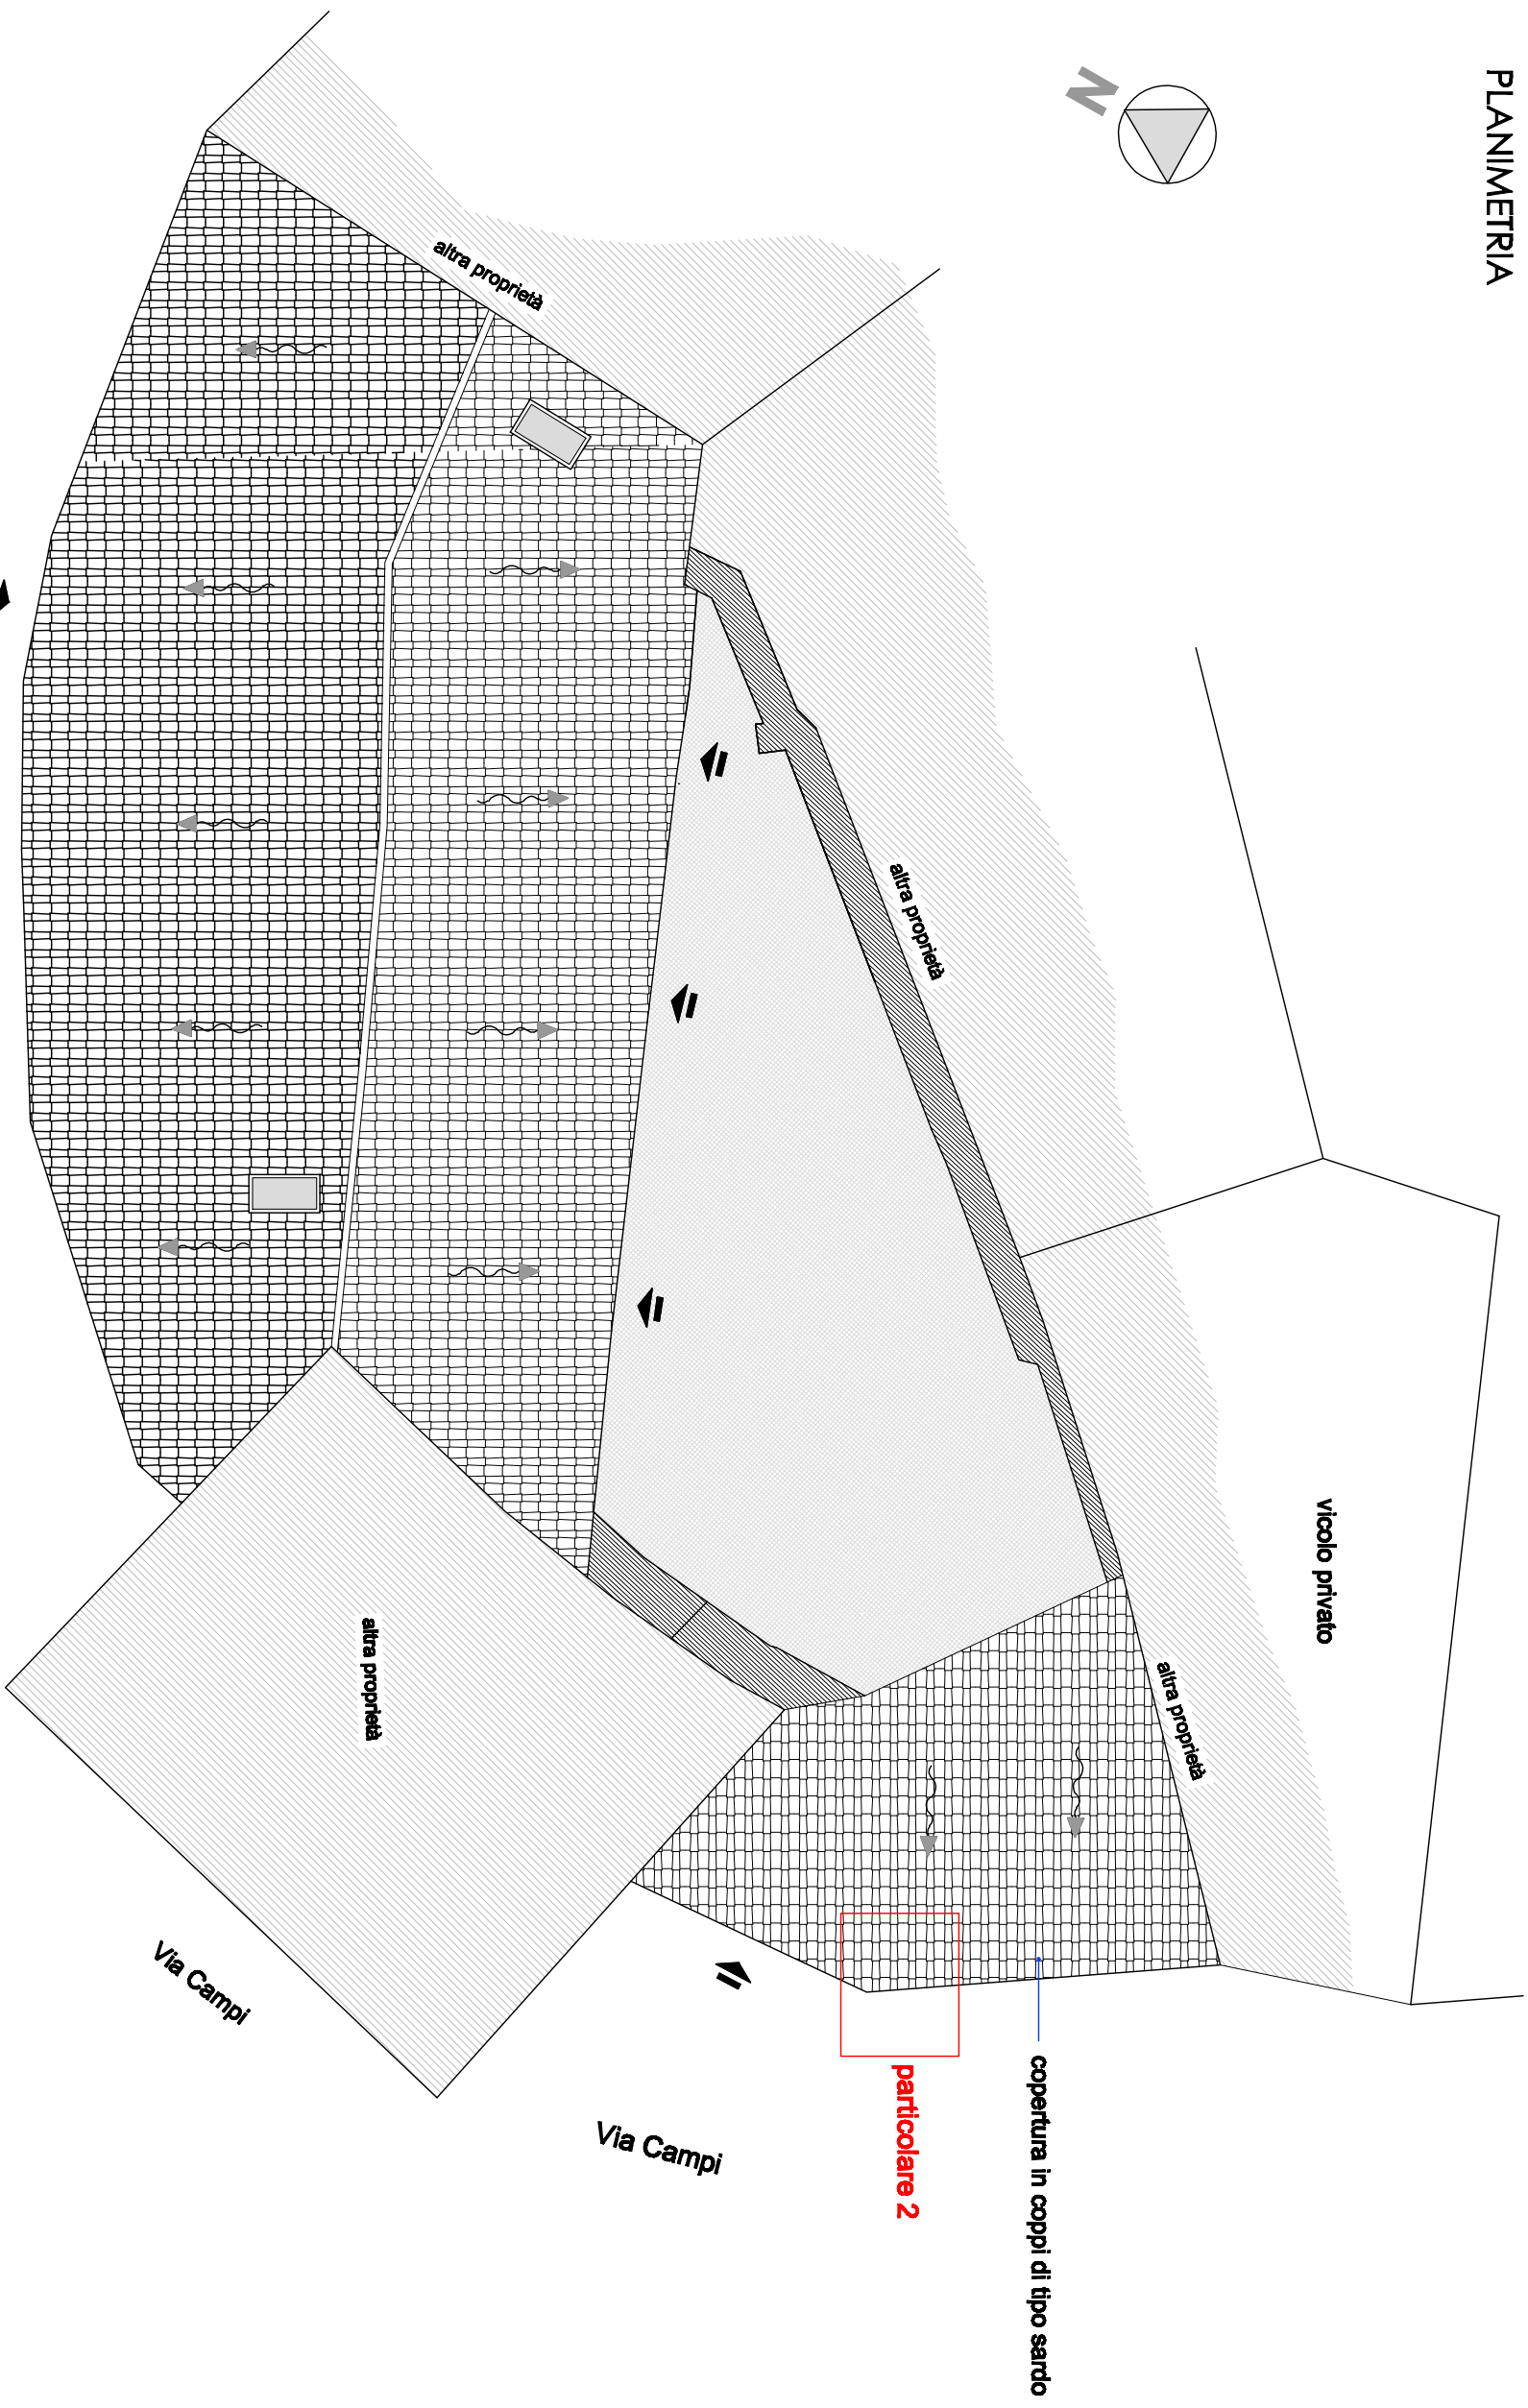 PLANIMETRIA
N
altra proprietà
altra proprietà
vicolo privato
altra proprietà
altra proprietà
Via Campi
Via Campi
particolare 2
copertura in coppi di tipo sardo